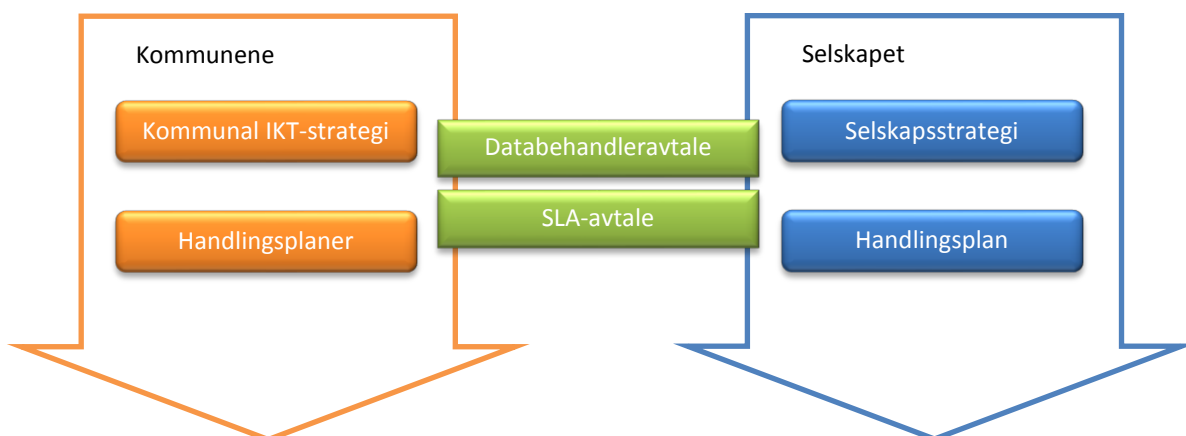 Kommunene
Kommunal IKT-strategi
Handlingsplaner
Databehandleravtale
SLA-avtale
Selskapet
Selskapsstrategi
Handlingsplan